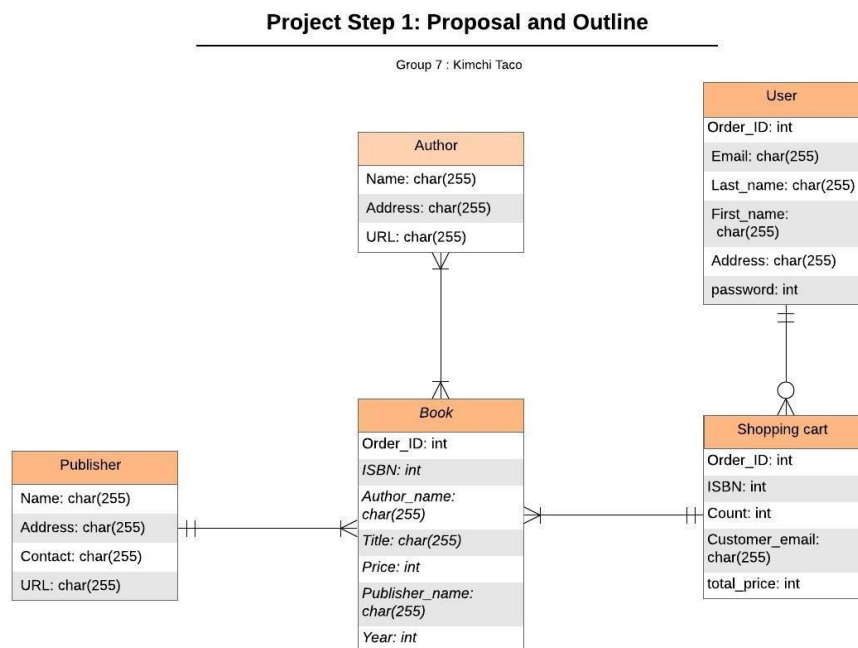 Project Step 1: Proposal and Outline
Group 7 : Kimchi Taco
User
Order_ID: int
Email: char(255)
Last_name: char(255)
First_name:
char(255)
Address: char(255)
password: int
Author
Name: char(255)
Address: char(255)
URL: char(255)
Book
Order_ID: int
ISBN: int
Author_name:
char(255)
Title: char(255)
Price: int
Publisher_name:
char(255)
Year: int
Publisher
Name: char(255)
Address: char(255)
Contact: char(255)
URL: char(255)
Shopping cart
Order_ID: int
ISBN: int
Count: int
Customer_email:
char(255)
total_price: int